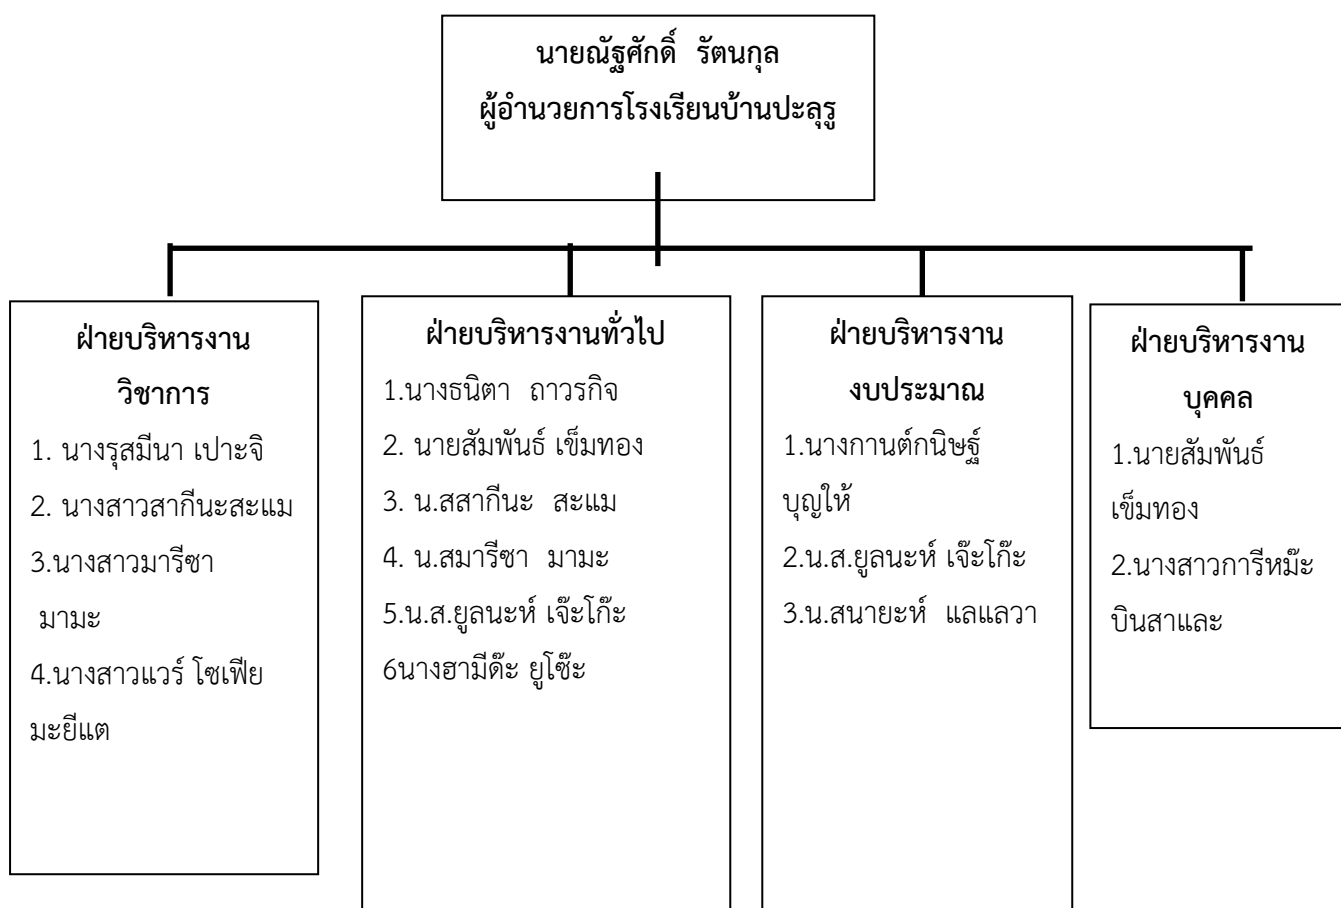 นายณัฐศักดิ์ รัตนกุล
ผู้อำนวยการโรงเรียนบ้านปะลุรู
ฝ่ายบริหารงาน
วิชาการ
1. นางรุสมีนา เปาะจิ
2. นางสาวสากีนะสะแม
3.นางสาวมารีซา
มามะ
4.นางสาวแวร์ โซเฟีย
มะยีแต
ฝ่ายบริหารงานทั่วไป
1.นางธนิตา ถาวรกิจ
2. นายสัมพันธ์ เข็มทอง
3. น.สสากีนะ สะแม
4. น.สมารีซา มามะ
5.น.ส.ยูลนะห์ เจ๊ะโก๊ะ
6นางฮามีด๊ะ ยูโซ๊ะ
ฝ่ายบริหารงาน
งบประมาณ
1.นางกานต์กนิษฐ์
บุญให้
2.น.ส.ยูลนะห์ เจ๊ะโก๊ะ
3.น.สนายะห์ แลแลวา
ฝ่ายบริหารงาน
บุคคล
1.นายสัมพันธ์
เข็มทอง
2.นางสาวการีหม๊ะ
บินสาและ